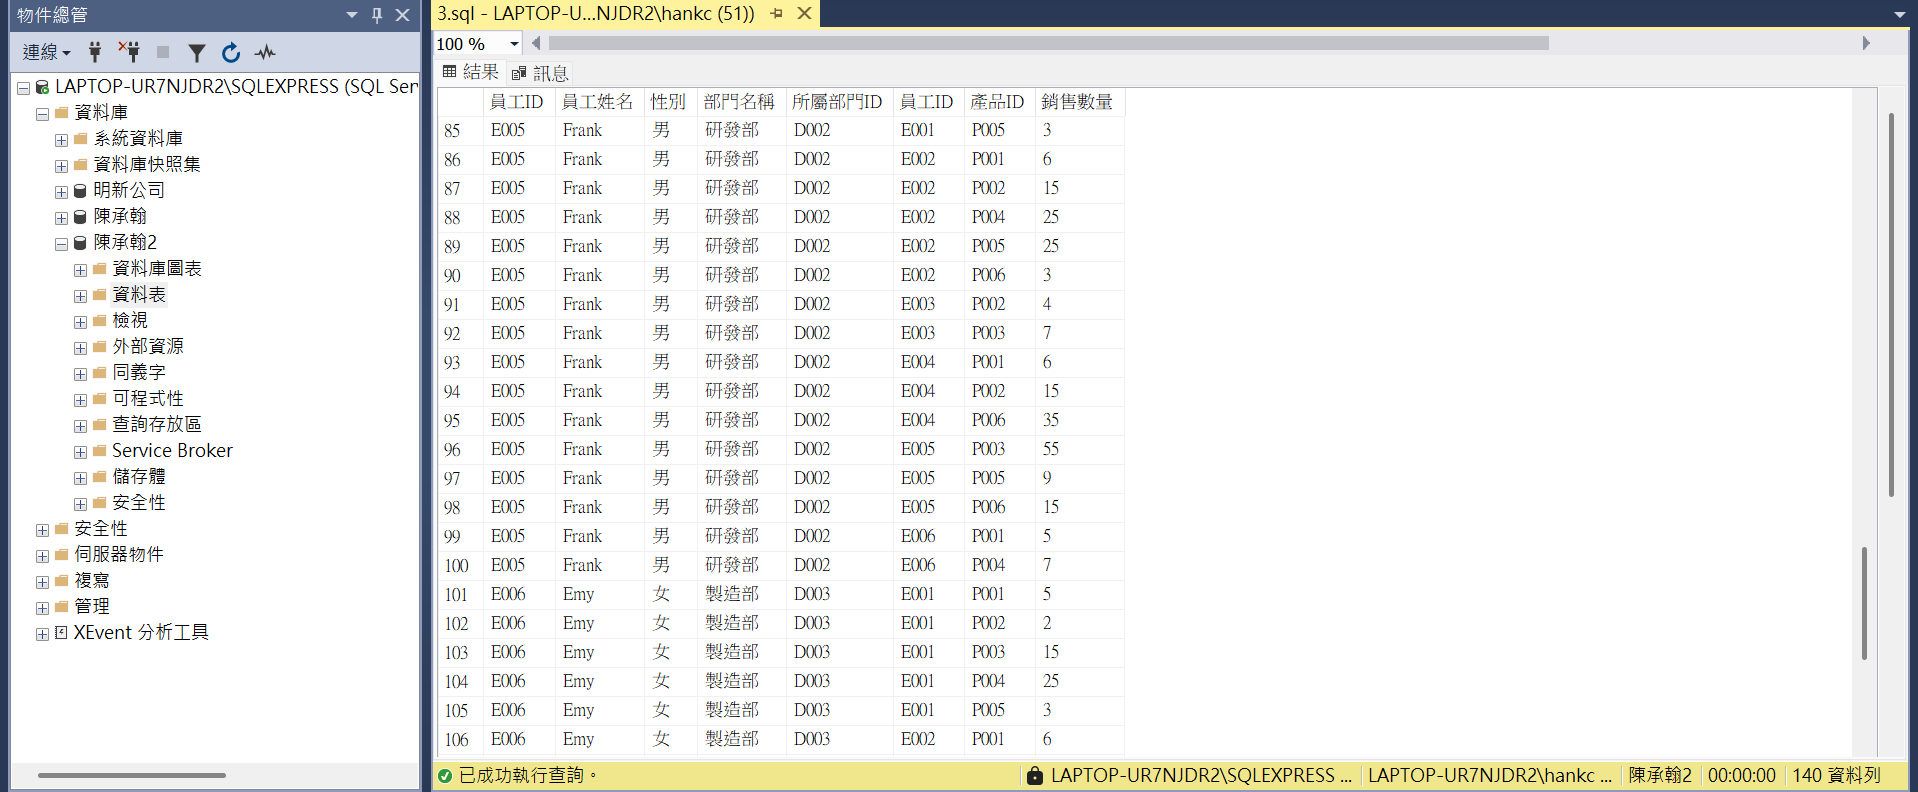 物件總管
連線
LAPTOP-UR7NJDR2\SQLEXPRESS (SQL Ser
資料庫
系統資料庫
資料庫快照集
明新公司
陳承翰
陳承翰2
資料庫圖表
資料表
檢視
外部資源
同義字
可程式性
查詢存放區
Service Broker
儲存體
安全性
安全性
伺服器物件
複寫
管理
XEvent 分析工具
3.sql - LAPTOP-U...NJDR2\hankc (51))
100 %
結果 訊息
員工ID 員工姓名 性別 部門名稱 所屬部門ID 員工ID 產品ID 銷售數量
85 E005 Frank 男 研發部 D002 E001 P005 3
86 E005 Frank 男 研發部 D002 E002 P001 6
87 E005 Frank 男 研發部 D002 E002 P002 15
88 E005 Frank 男 研發部 D002 E002 P004 25
89 E005 Frank 男 研發部 D002 E002 P005 25
90 E005 Frank 男 研發部 D002 E002 P006 3
91 E005 Frank 男 研發部 D002 E003 P002 4
92 E005 Frank 男 研發部 D002 E003 P003 7
93 E005 Frank 男 研發部 D002 E004 P001 6
94 E005 Frank 男 研發部 D002 E004 P002 15
95 E005 Frank 男 研發部 D002 E004 P006 35
96 E005 Frank 男 研發部 D002 E005 P003 55
97 E005 Frank 男 研發部 D002 E005 P005 9
98 E005 Frank 男 研發部 D002 E005 P006 15
99 E005 Frank 男 研發部 D002 E006 P001 5
100 E005 Frank 男 研發部 D002 E006 P004 7
101 E006 Emy 女 製造部 D003 E001 P001 5
102 E006 Emy 女 製造部 D003 E001 P002 2
103 E006 Emy 女 製造部 D003 E001 P003 15
104 E006 Emy 女 製造部 D003 E001 P004 25
105 E006 Emy 女 製造部 D003 E001 P005 3
106 E006 Emy 女 製造部 D003 E002 P001 6
已成功執行查詢。 LAPTOP-UR7NJDR2\SQLEXPRESS ... LAPTOP-UR7NJDR2\hankc ... 陳承翰2 00:00:00 140 資料列